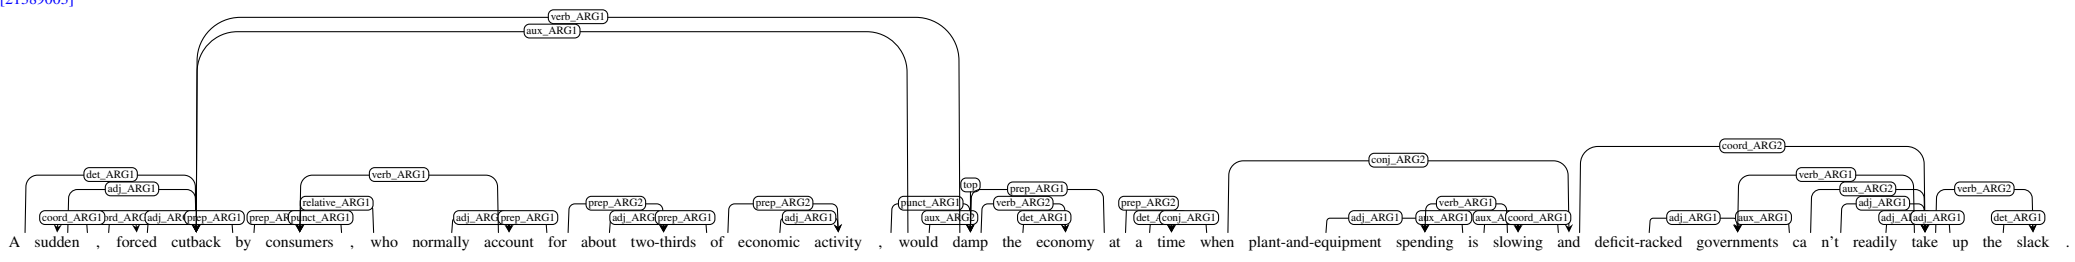 verb_ARG1
aux_ARG1
coord_ARG2
conj_ARG2
det_ARG1 verb_ARG1 verb_ARG1
top
adj_ARG1 prep_ARG1 aux_ARG2 verb_ARG2
relative_ARG1 prep_ARG2 prep_ARG2 punct_ARG1 verb_ARG2 prep_ARG2 verb_ARG1 adj_ARG1
coord_ARG1 prep_ARG1 punct_ARG1 prep_ARG1 prep_ARG1 adj_ARG1 aux_ARG2 det_ARG1 conj_ARG1 adj_ARG1 aux_ARG1 coord_ARG1 adj_ARG1 aux_ARG1 adj_ARG1 det_ARG1
A sudden , forced cutback by consumers , who normally account for about two-thirds of economic activity , would damp the economy at a time when plant-and-equipment spending is slowing and deficit-racked governments ca n't readily take up the slack .